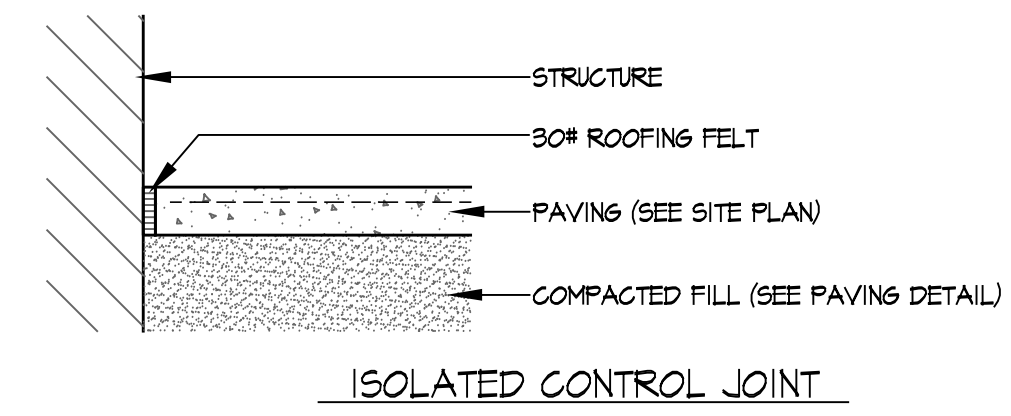 STRUCTURE
30# ROOFING FELT
PAVING (SEE SITE PLAN)
COMPACTED FILL (SEE PAVING DETAIL)
ISOLATED CONTROL JOINT